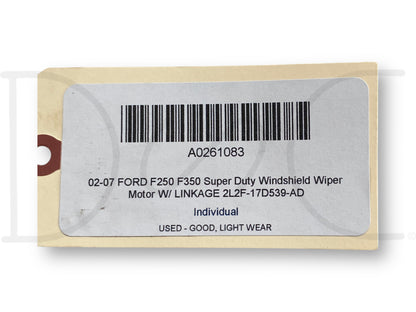 A0261083
02-07 FORD F250 F350 Super Duty Windshield Wiper
Motor W/ LINKAGE 2L2F-17D539-AD
Individual
USED - GOOD, LIGHT WEAR